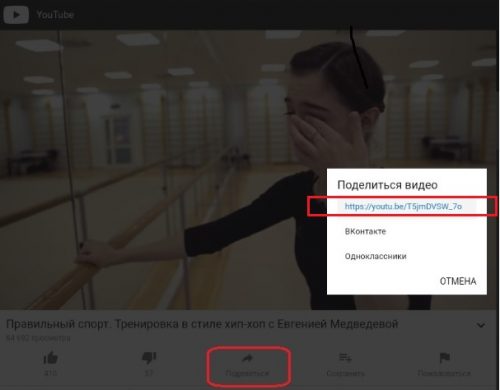 YouTube
Поделиться видео
https://youtu.be/T5jmDVSW_7o
ВКонтакте
Одноклассники
ОТМЕНА
Правильный спорт. Тренировка в стиле хип-хоп с Евгенией Медведевой
84 692 просмотра
410
37
Поделиться
Сохранить
Пожаловаться